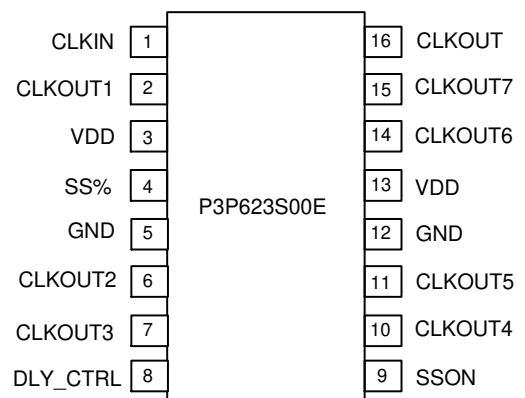 CLKIN 1 16 CLKOUT
CLKOUT1 2 15 CLKOUT7
VDD 3 14 CLKOUT6
SS% 4 13 VDD
P3P623S00E
GND 5 12 GND
CLKOUT2 6 11 CLKOUT5
CLKOUT3 7 10 CLKOUT4
DLY_CTRL 8 9 SSON